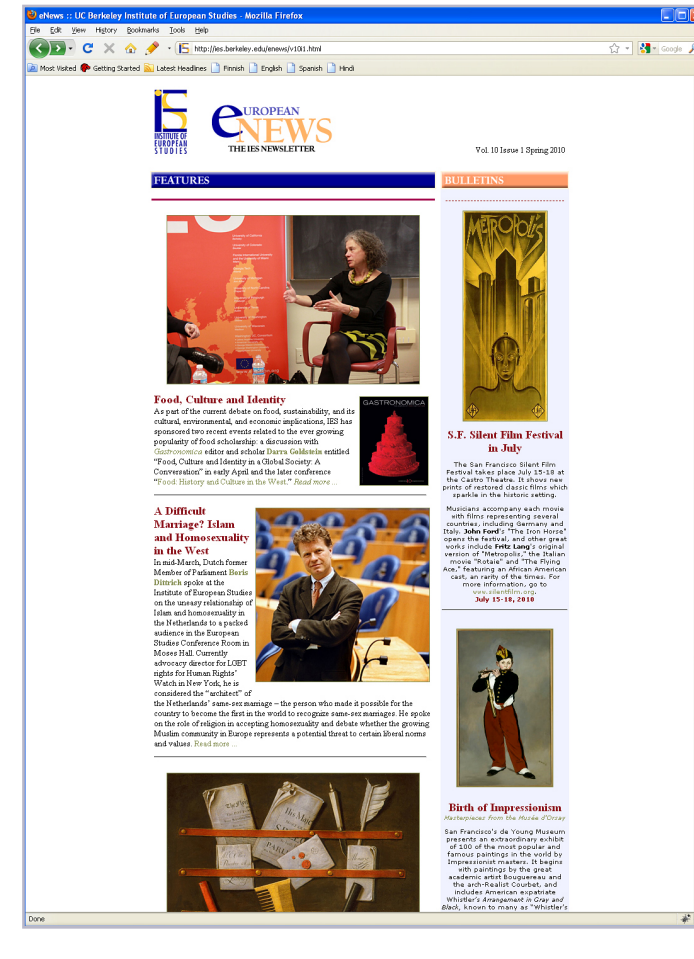 eNews :: UC Berkeley Institute of European Studies - Mozilla Firefox
File Edit View History Bookmarks Tools Help
http://ies.berkeley.edu/enews/v10i1.html
Google
Most Visited Getting Started Latest Headlines Finnish English Spanish Hindi
IES
INSTITUTE OF
EUROPEAN
STUDIES
eUROPEAN
NEWS
THE IES NEWSLETTER
Vol. 10 Issue 1 Spring 2010
FEATURES
Food, Culture and Identity
As part of the current debate on food, sustainability, and its
cultural, environmental, and economic implications, IES has
sponsored two recent events related to the ever growing
popularity of food scholarship: a discussion with
Gastronomica editor and scholar Darra Goldstein entitled
“Food, Culture and Identity in a Global Society: A
Conversation” in early April and the later conference
“Food: History and Culture in the West.” Read more ...
GASTRONOMICA
A Difficult
Marriage? Islam
and Homosexuality
in the West
In mid-March, Dutch former
Member of Parliament Boris
Dittrich spoke at the
Institute of European Studies
on the uneasy relationship of
Islam and homosexuality in
the Netherlands to a packed
audience in the European
Studies Conference Room in
Moses Hall. Currently
advocacy director for LGBT
rights for Human Rights’
Watch in New York, he is
considered the “architect” of
the Netherlands’ same-sex marriage – the person who made it possible for the
country to become the first in the world to recognize same-sex marriages. He spoke
on the role of religion in accepting homosexuality and debate whether the growing
Muslim community in Europe represents a potential threat to certain liberal norms
and values. Read more ...
BULLETINS
METROPOLIS
S.F. Silent Film Festival
in July
The San Francisco Silent Film
Festival takes place July 15-18 at
the Castro Theatre. It shows new
prints of restored classic films which
sparkle in the historic setting.
Musicians accompany each movie
with films representing several
countries, including Germany and
Italy. John Ford's "The Iron Horse"
opens the festival, and other great
works include Fritz Lang's original
version of "Metropolis," the Italian
movie "Rotaie" and "The Flying
Ace," featuring an African American
cast, an rarity of the times. For
more information, go to
www.silentfilm.org.
July 15-18, 2010
Birth of Impressionism
Masterpieces from the Musée d'Orsay
San Francisco's de Young Museum
presents an extraordinary exhibit
of 100 of the most popular and
famous paintings in the world by
Impressionist masters. It begins
with paintings by the great
academic artist Bouguereau and
the arch-Realist Courbet, and
includes American expatriate
Whistler's Arrangement in Gray and
Black, known to many as "Whistler's
Done